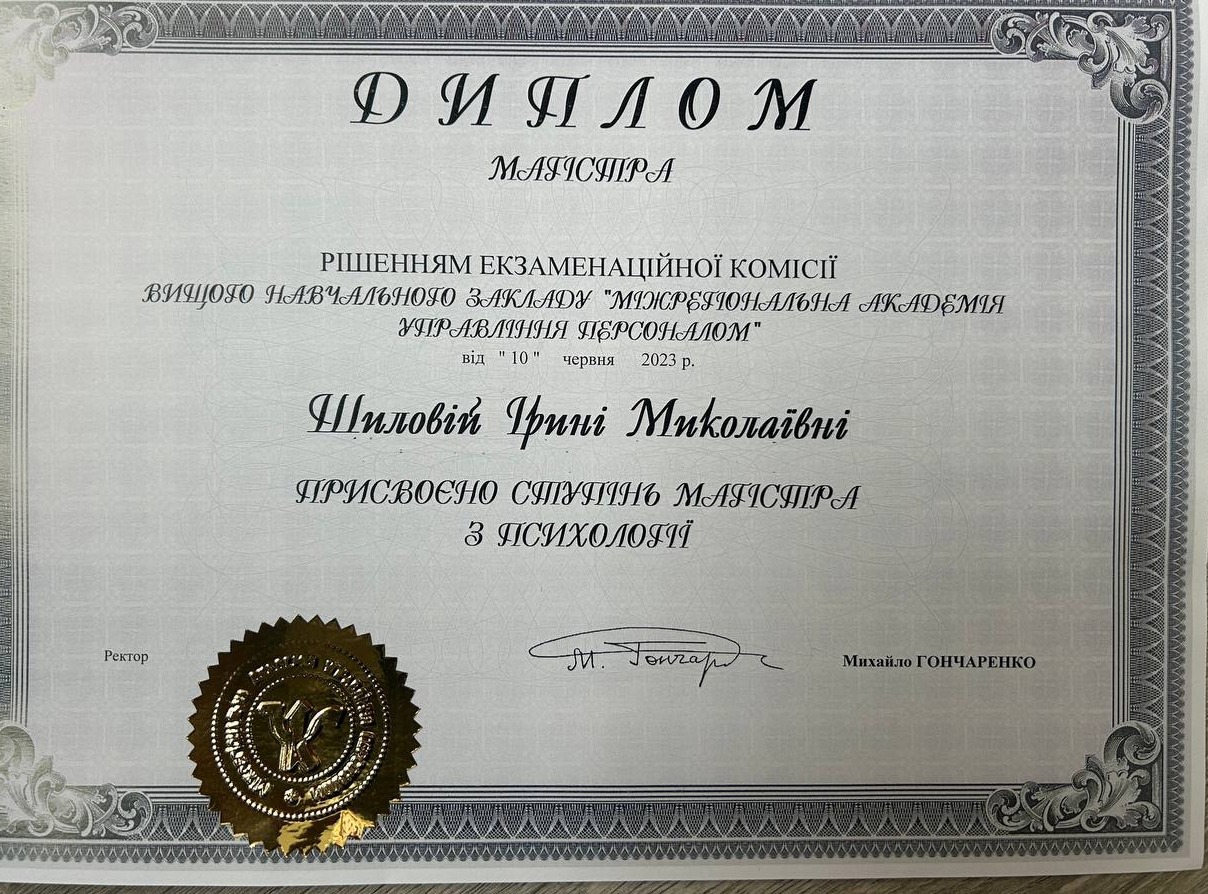 ДИПЛОМ
МАГІСТРА
РІШЕННЯМ ЕКЗАМЕНАЦІЙНОЇ КОМІСІЇ
ВИЩОГО НАВЧАЛЬНОГО ЗАКЛАДУ "МІЖРЕГІОНАЛЬНА АКАДЕМІЯ
УПРАВЛІННЯ ПЕРСОНАЛОМ"
від " 10 " червня 2023 р.
Шиловій Ірині Миколаївні
ПРИСВОЄНО СТУПІНЬ МАГІСТРА
З ПСИХОЛОГІЇ
Ректор
М. Гончар
Михайло ГОНЧАРЕНКО